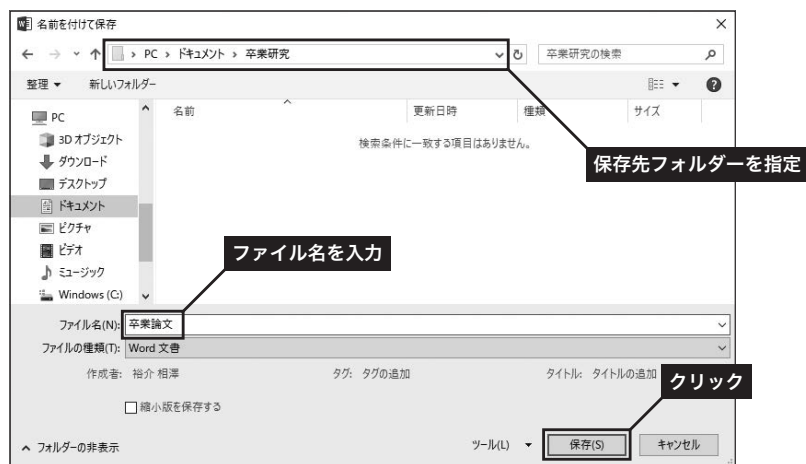 名前を付けて保存
PC › ドキュメント › 卒業研究
卒業研究の検索
整理 新しいフォルダー
名前 更新日時 種類 サイズ
検索条件に一致する項目はありません。
保存先フォルダーを指定
PC
3D オブジェクト
ダウンロード
デスクトップ
ドキュメント
ピクチャ
ビデオ
ミュージック
Windows (C:)
ファイル名を入力
ファイル名(N): 卒業論文
ファイルの種類(T): Word 文書
作成者: 裕介 相澤 タグ: タグの追加 タイトル: タイトルの追加
クリック
縮小版を保存する
フォルダーの非表示 ツール(L) 保存(S) キャンセル